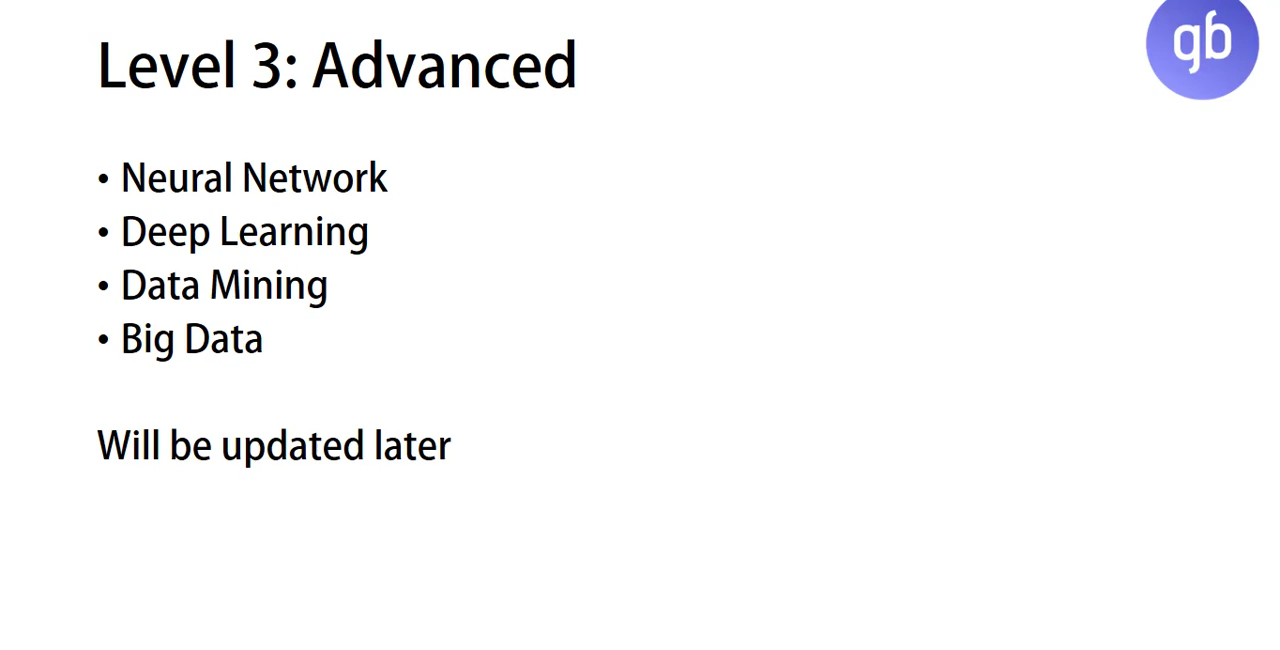 Level 3: Advanced
gb
• Neural Network
• Deep Learning
• Data Mining
• Big Data
Will be updated later